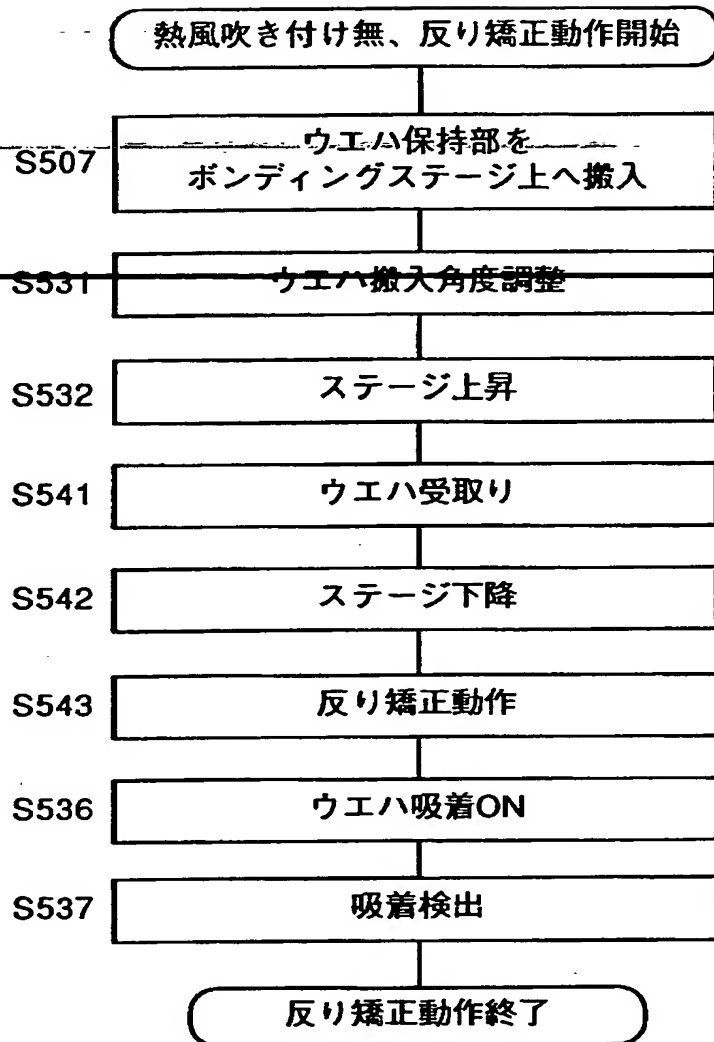 熱風吹き付け無、反り矯正動作開始
S507
ウエハ保持部を
ボンディングステージ上へ搬入
S531
ウエハ搬入角度調整
S532
ステージ上昇
S541
ウエハ受取り
S542
ステージ下降
S543
反り矯正動作
S536
ウエハ吸着ON
S537
吸着検出
反り矯正動作終了